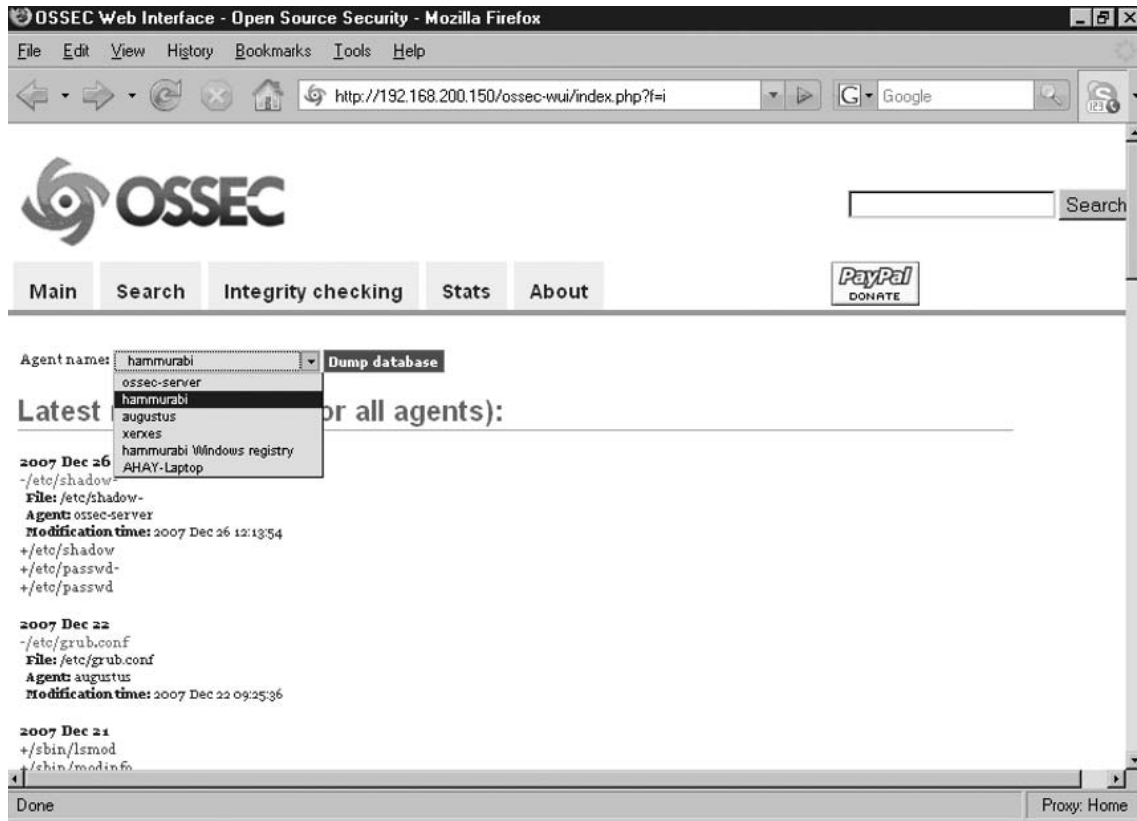 OSSEC Web Interface - Open Source Security - Mozilla Firefox
File Edit View History Bookmarks Tools Help
http://192.168.200.150/ossec-wui/index.php?f=i G Google 123
OSSEC
Search
Main Search Integrity checking Stats About PayPal
DONATE
Agent name: hammurabi Dump database
ossec-server
hammurabi
augustus
xerxes
hammurabi Windows registry
AHAY-Laptop
Latest or all agents):
2007 Dec 26
-/etc/shadow-
File: /etc/shadow-
Agent: ossec-server
Modification time: 2007 Dec 26 12:13:54
+/etc/shadow
+/etc/passwd-
+/etc/passwd
2007 Dec 22
-/etc/grub.conf
File: /etc/grub.conf
Agent: augustus
Modification time: 2007 Dec 22 09:25:36
2007 Dec 21
+/sbin/lsmod
+/sbin/modinfo
Done Proxy: Home